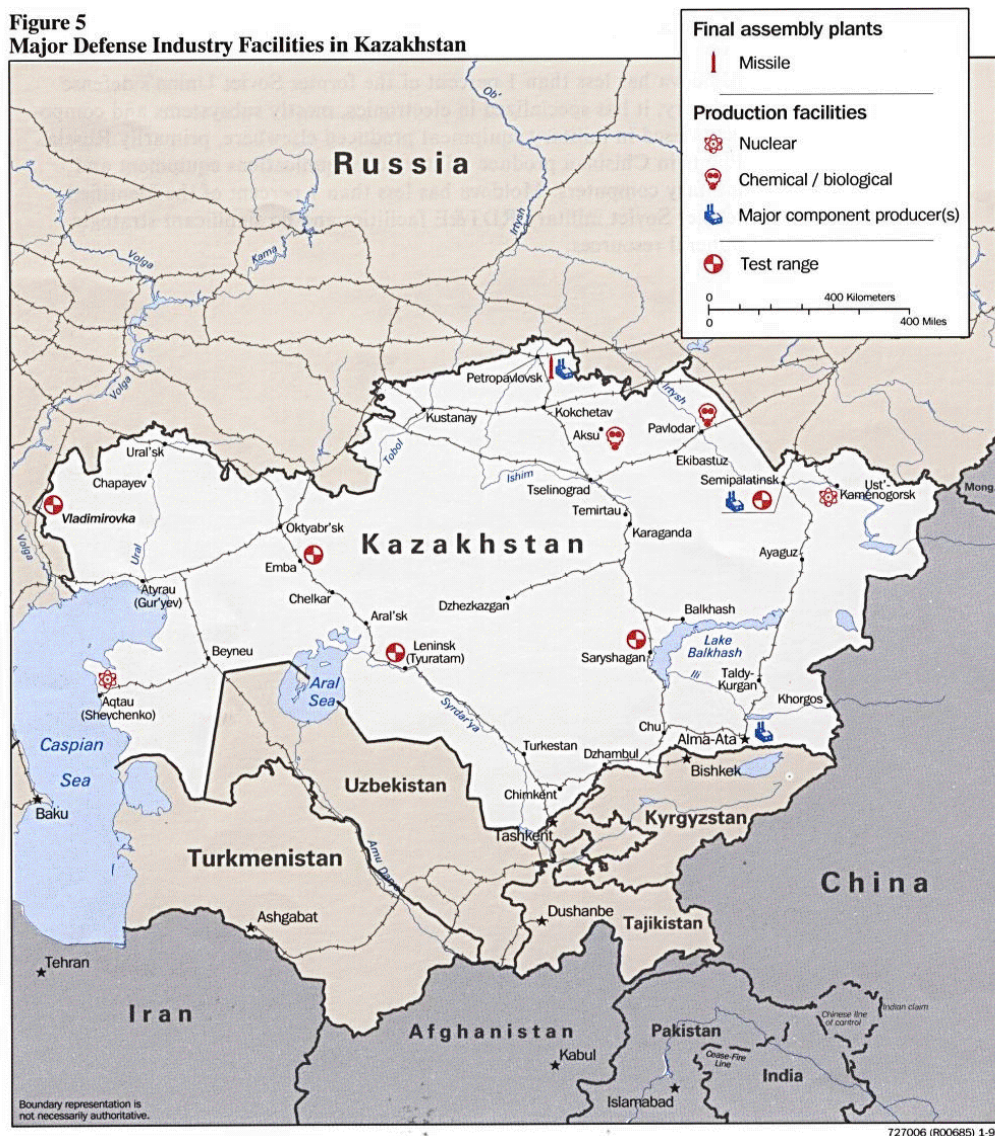 Figure 5
Major Defense Industry Facilities in Kazakhstan
Final assembly plants
Missile
Production facilities
Nuclear
Chemical / biological
Major component producer(s)
Test range
0 400 Kilometers
0 400 Miles
Ob'
Russia
Irtysh
Volga
Kama
Volga
Petropavlovsk
Irtysh
Kustanay
Kokchetav
Aksu
Pavlodar
Tobol
Ural'sk
Ekibastuz
Chapayev
Ishim
Tselinograd
Semipalatinsk
Ust'-
Kamenogorsk
Mong.
Vladimirovka
Temirtau
Oktyabr'sk
Karaganda
Kazakhstan
Volga
Ural
Emba
Ayaguz
Atyrau
(Gur'yev)
Chelkar
Dzhezkazgan
Aral'sk
Balkhash
Lake
Balkhash
Leninsk
(Tyuratam)
Saryshagan
Beyneu
Ili
Taldy-
Kurgan
Aral
Sea
Aqtau
(Shevchenko)
Syrdar'ya
Khorgos
Chu
Alma-Ata
Caspian
Sea
Turkestan
Dzhambul
Bishkek
Uzbekistan
Chimkent
Baku
Kyrgyzstan
Tashkent
Turkmenistan
Amu Darya
China
Ashgabat
Dushanbe
Tajikistan
Tehran
Iran
Afghanistan
Pakistan
Chinese line
of control
Indian claim
Kabul
Cease-Fire
Line
India
Islamabad
Boundary representation is
not necessarily authoritative.
727006 (R00685) 1-9